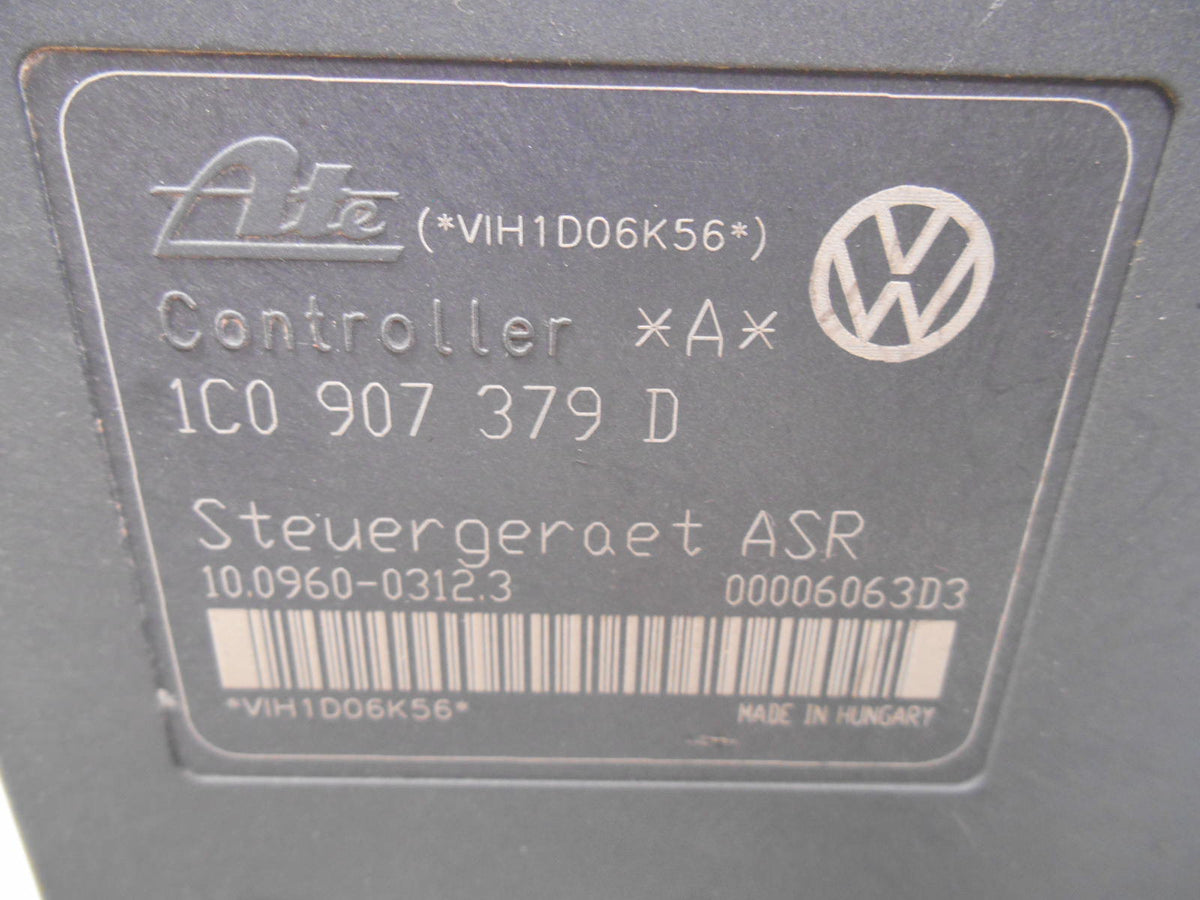 Ate (*VIH1D06K56*)
Controller *A*
1C0 907 379 D
Steuergeraet ASR
10.0960-0312.3 00006063D3
*VIH1D06K56* MADE IN HUNGARY